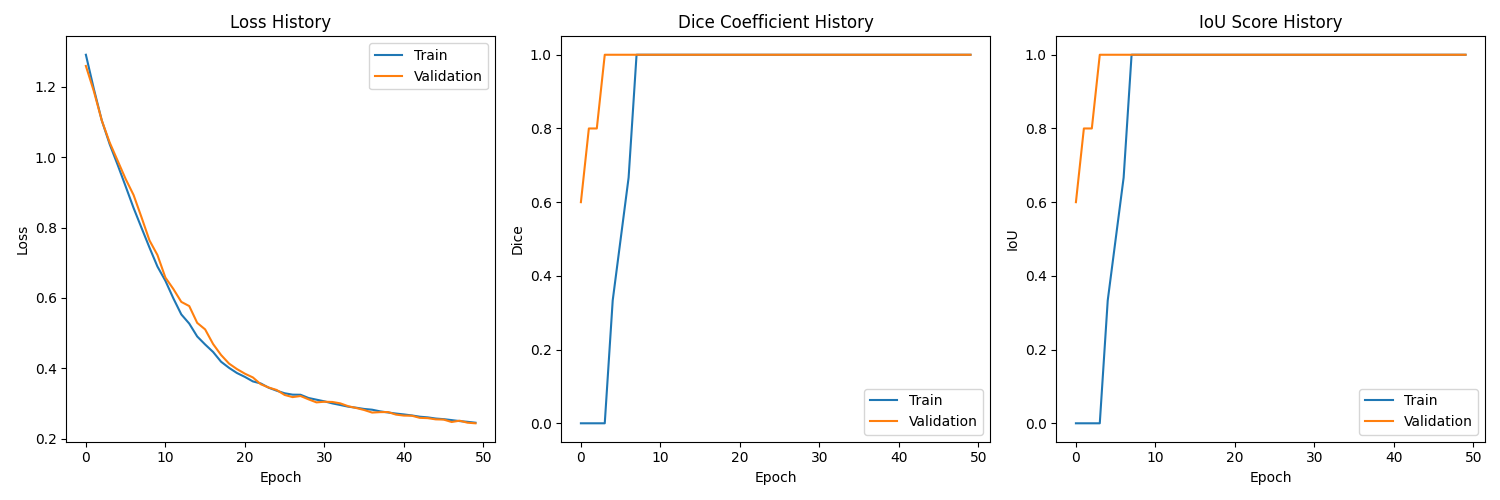 Loss History
Train
Validation
1.2
1.0
0.8
0.6
0.4
0.2
Loss
0 10 20 30 40 50
Epoch
Dice Coefficient History
1.0
0.8
0.6
0.4
0.2
0.0
Dice
Train
Validation
0 10 20 30 40 50
Epoch
IoU Score History
1.0
0.8
0.6
0.4
0.2
0.0
IoU
Train
Validation
0 10 20 30 40 50
Epoch